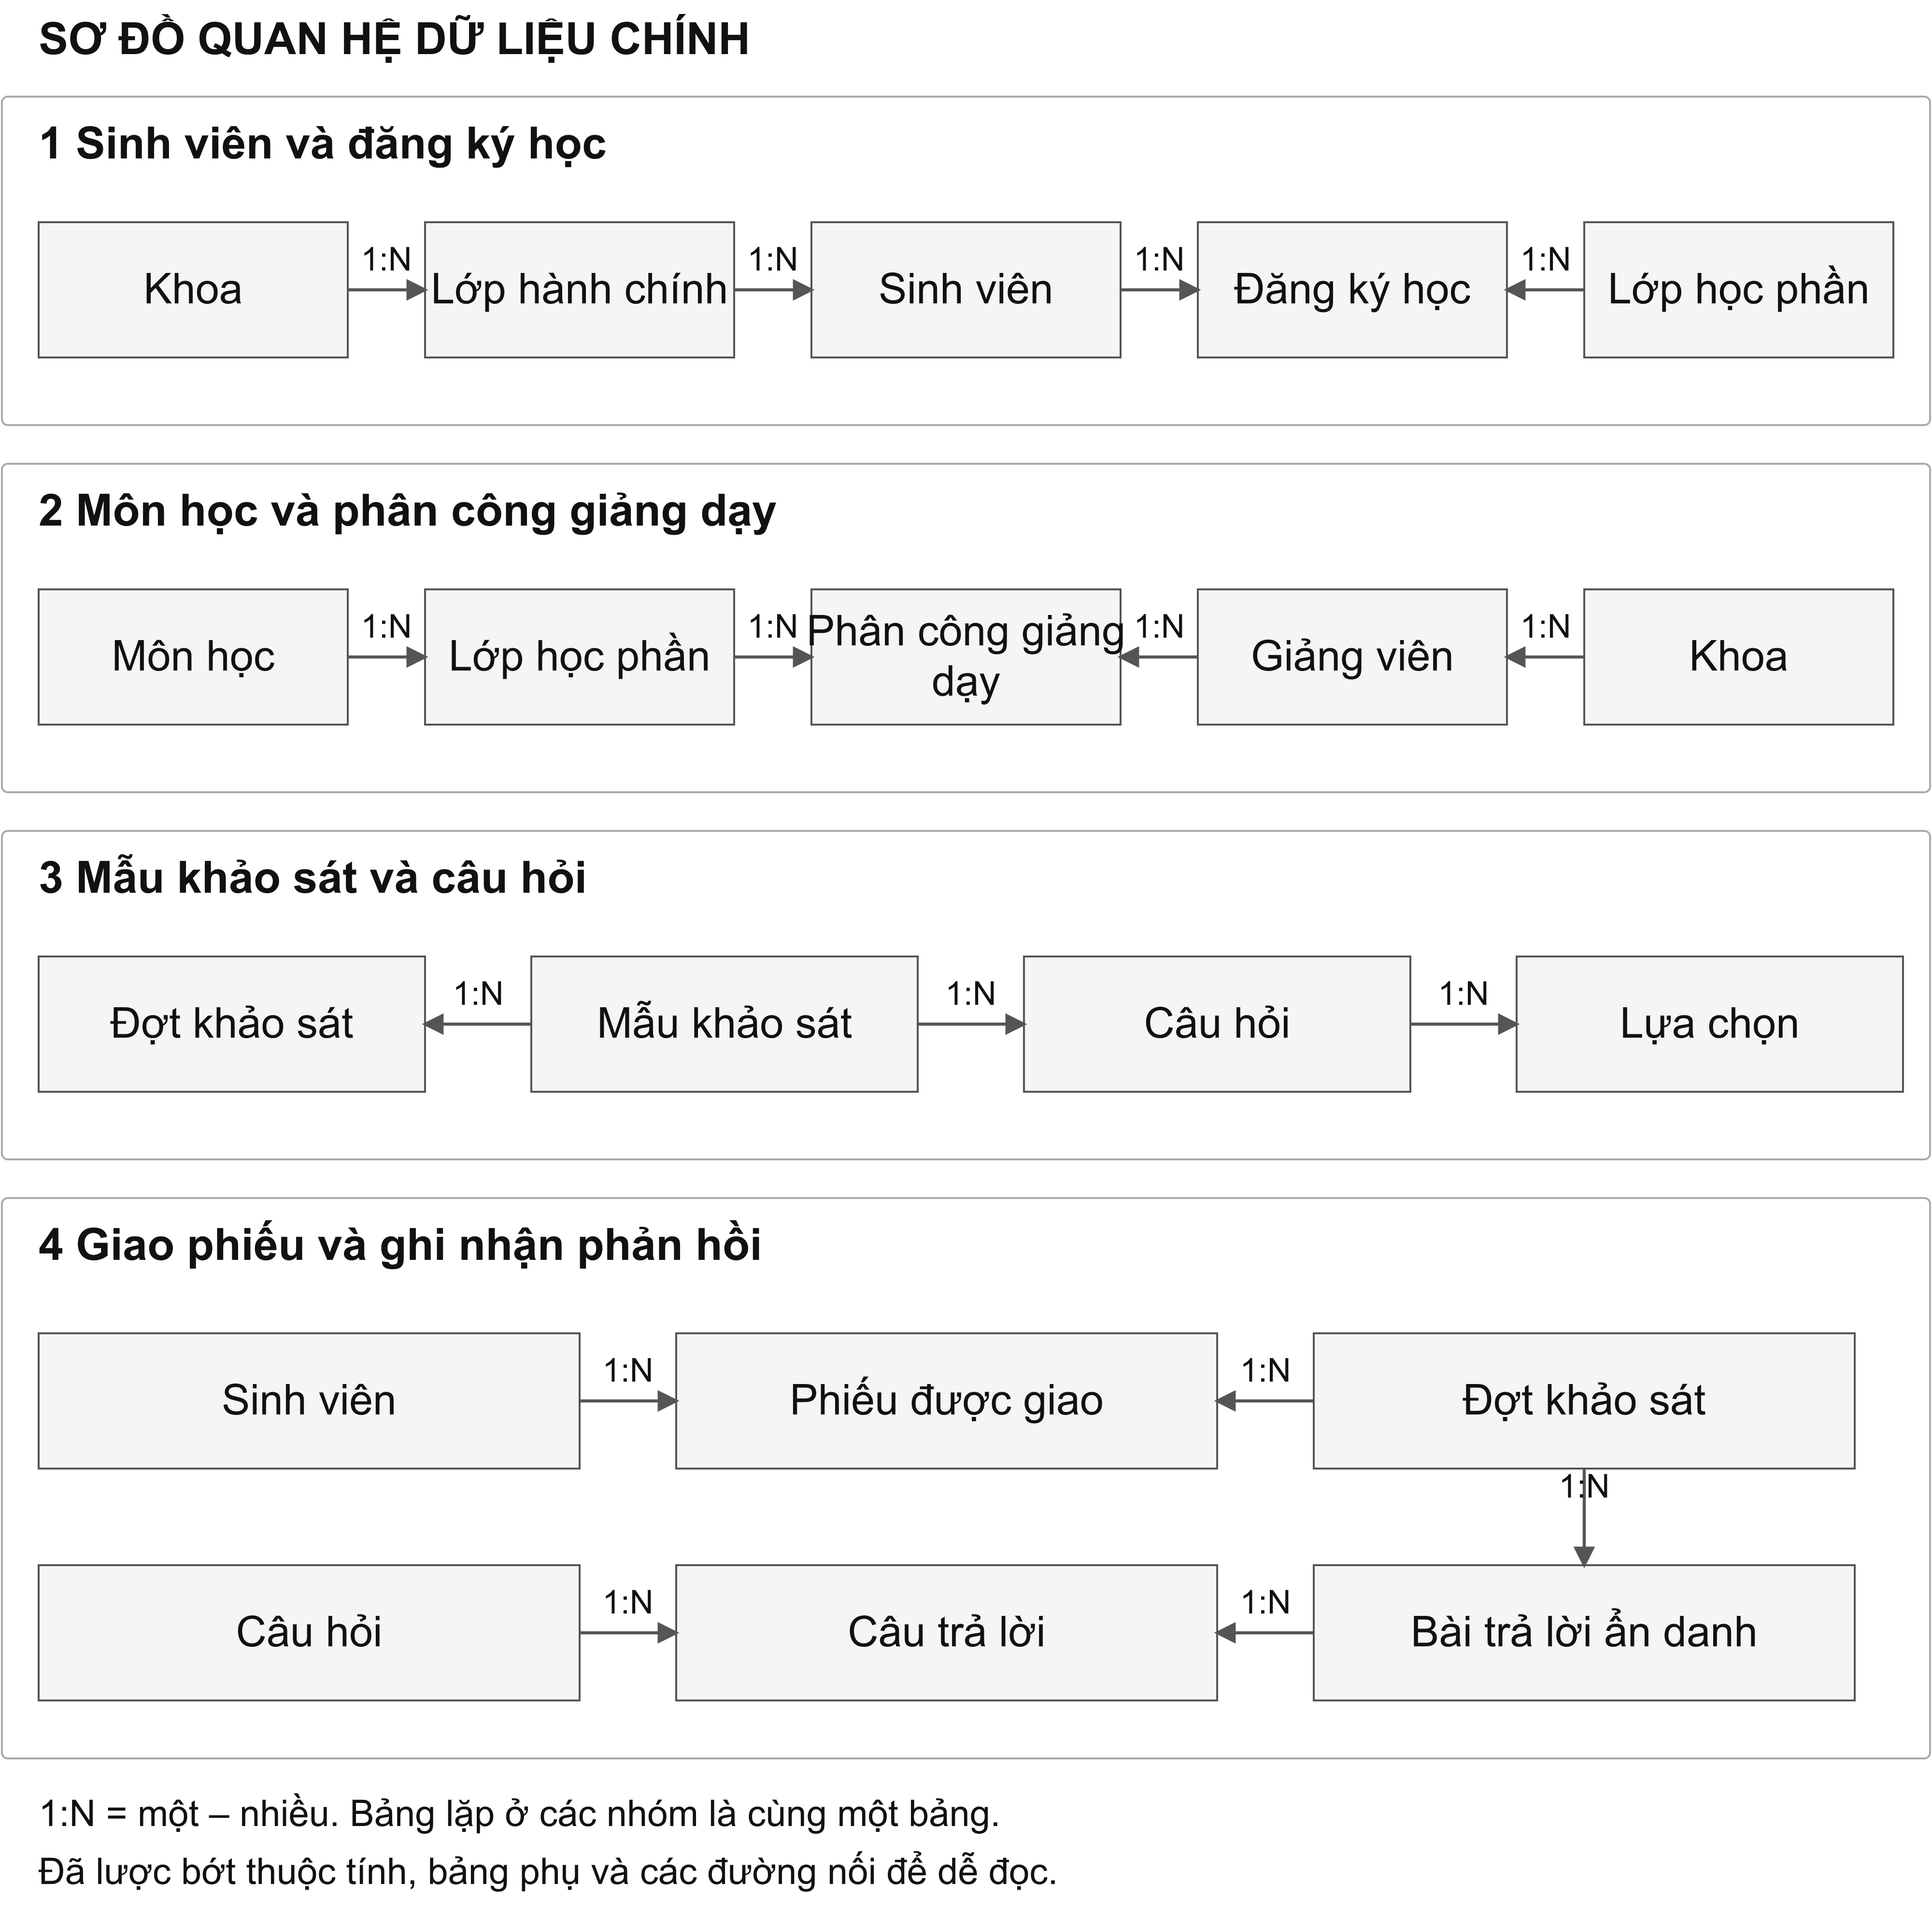 SƠ ĐỒ QUAN HỆ DỮ LIỆU CHÍNH
1 Sinh viên và đăng ký học
Khoa
1:N
Lớp hành chính
1:N
Sinh viên
1:N
Đăng ký học
1:N
Lớp học phần
2 Môn học và phân công giảng dạy
Môn học
1:N
Lớp học phần
1:N
Phân công giảng
dạy
1:N
Giảng viên
1:N
Khoa
3 Mẫu khảo sát và câu hỏi
Đợt khảo sát
1:N
Mẫu khảo sát
1:N
Câu hỏi
1:N
Lựa chọn
4 Giao phiếu và ghi nhận phản hồi
Sinh viên
1:N
Phiếu được giao
1:N
Đợt khảo sát
1:N
Câu hỏi
1:N
Câu trả lời
1:N
Bài trả lời ẩn danh
1:N = một – nhiều. Bảng lặp ở các nhóm là cùng một bảng.
Đã lược bớt thuộc tính, bảng phụ và các đường nối để dễ đọc.